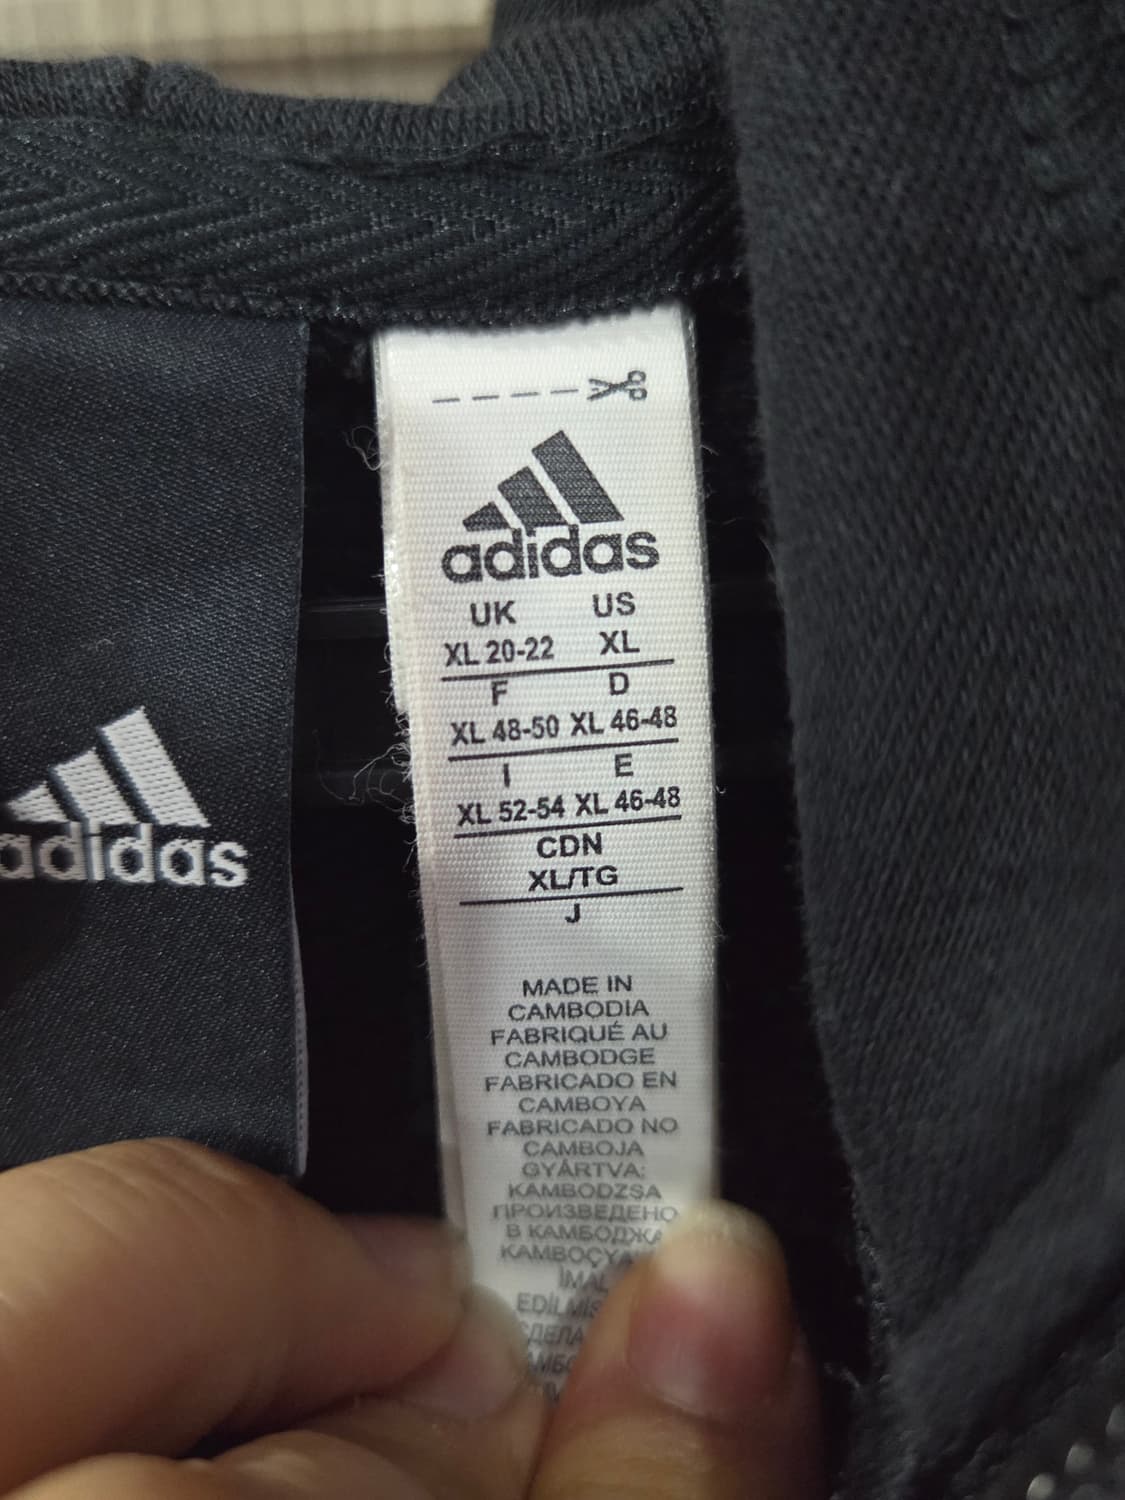 adidas
adidas
UK US
XL 20-22 XL
F D
XL 48-50 XL 46-48
I E
XL 52-54 XL 46-48
CDN
XL/TG
J
MADE IN
CAMBODIA
FABRIQUÉ AU
CAMBODGE
FABRICADO EN
CAMBOYA
FABRICADO NO
CAMBOJA
GYÁRTVA:
KAMBODZSA
ПРОИЗВЕДЕНО
В
İMAL